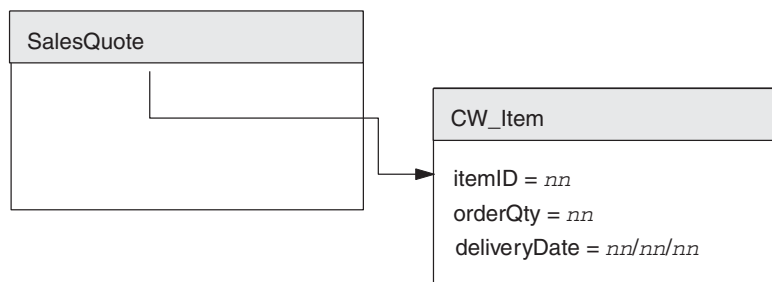 SalesQuote
CW_Item
itemID = nn
orderQty = nn
deliveryDate = nn/nn/nn